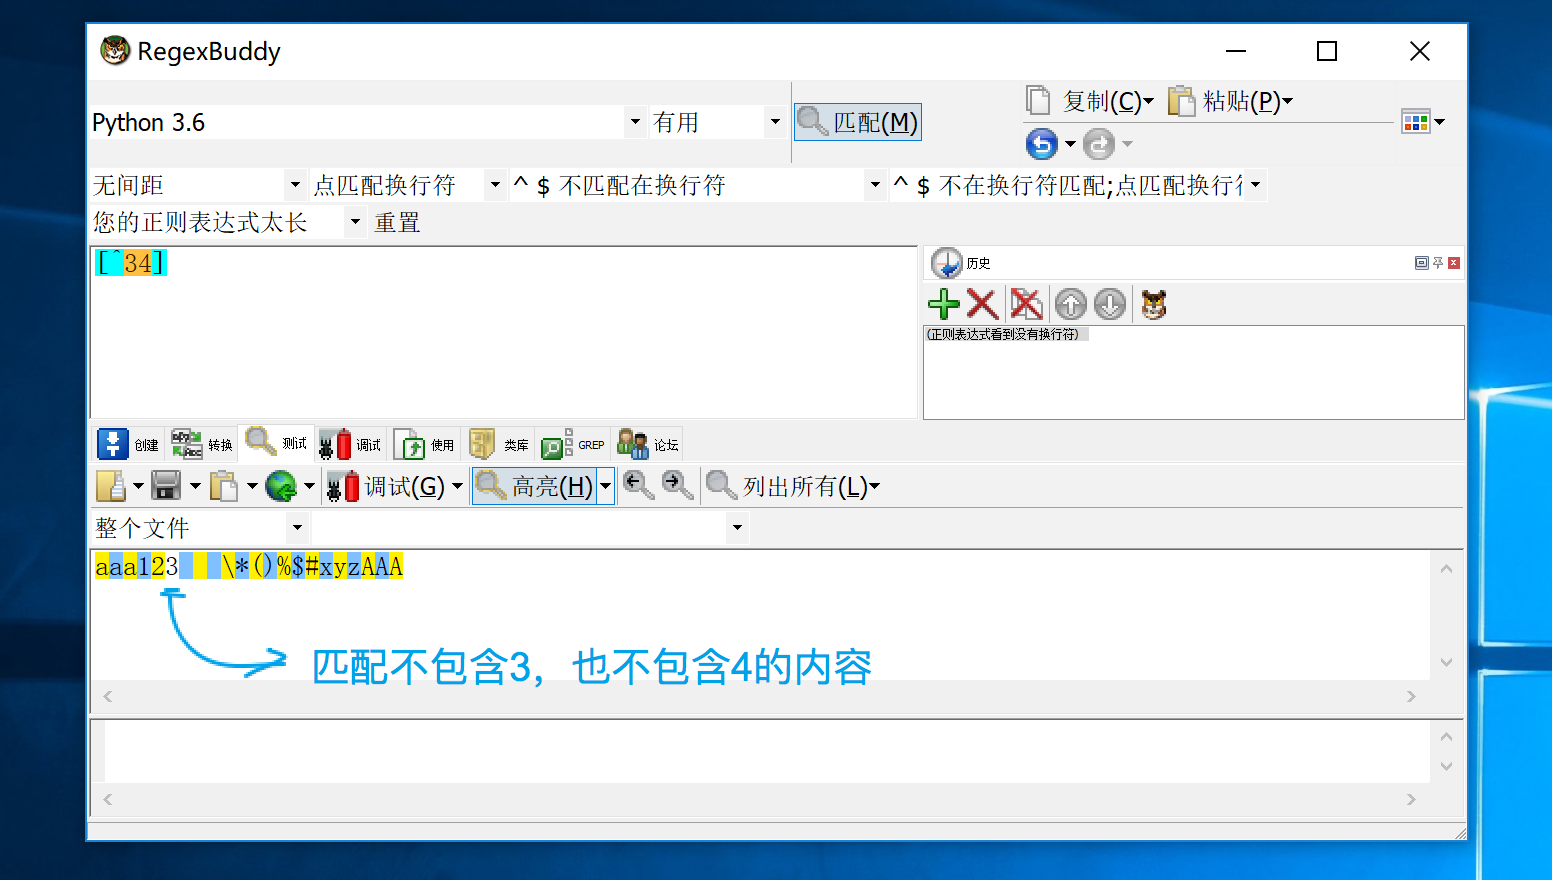 RegexBuddy
Python 3.6 有用 匹配(M) 复制(C) 粘贴(P)
无间距 点匹配换行符 ^ $ 不匹配在换行符 ^ $ 不在换行符匹配;点匹配换行
您的正则表达式太长 重置
[^34]
历史
(正则表达式看到没有换行符)
创建 转换 测试 调试 使用 类库 GREP 论坛
调试(G) 高亮(H) 列出所有(L)
整个文件
aaa123   \*()%$#xyzAAA
匹配不包含3，也不包含4的内容